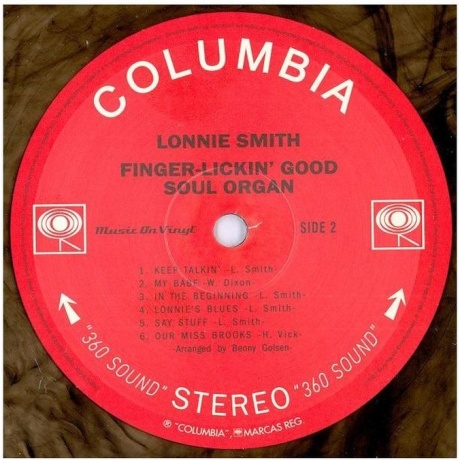 COLUMBIA
LONNIE SMITH
FINGER-LICKIN' GOOD
SOUL ORGAN
Music On Vinyl
SIDE 2
1. KEEP TALKIN' -L. Smith-
2. MY BABE -W. Dixon-
3. IN THE BEGINNING -L. Smith-
4. LONNIE'S BLUES -L. Smith-
5. SAY STUFF -L. Smith-
6. OUR MISS BROOKS -H. Vick-
-Arranged by Benny Golsen-
"360 SOUND" STEREO "360 SOUND"
℗ "COLUMBIA", MARCAS REG.